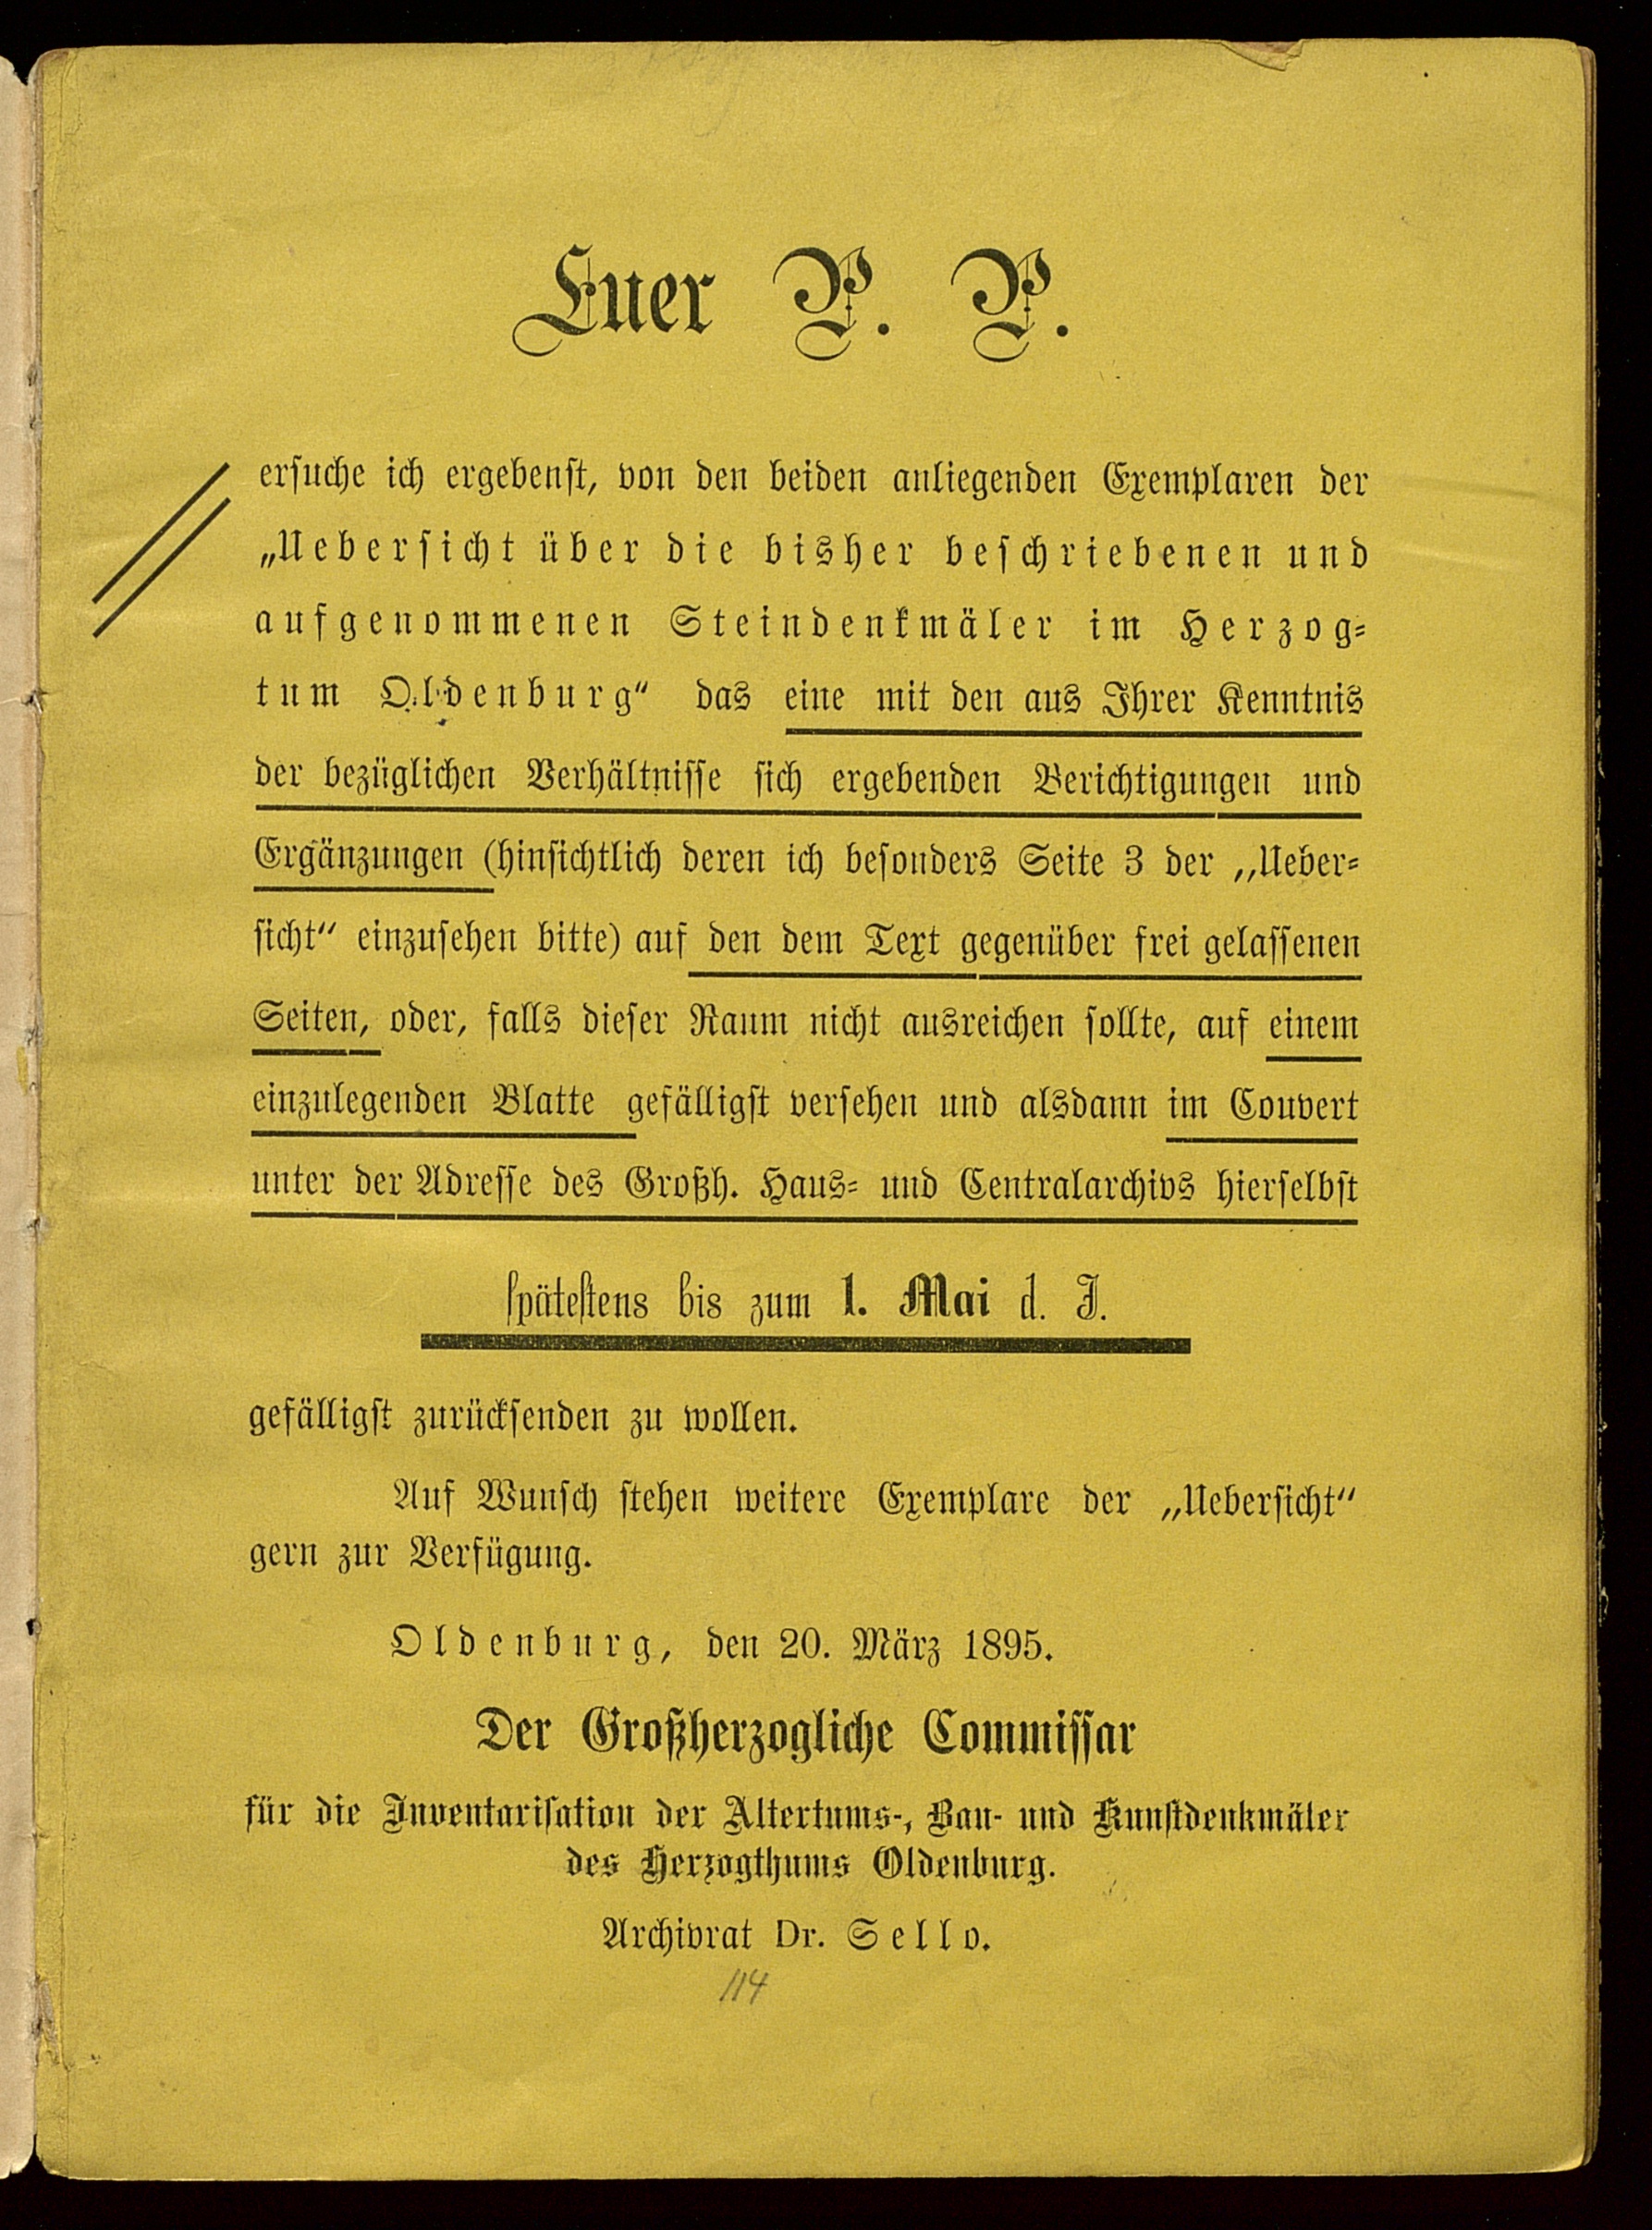 Euer P. P.
ersuche ich ergebenst, von den beiden anliegenden Exemplaren der
„Uebersicht über die bisher beschriebenen und
aufgenommenen Steindenkmäler im Herzog=
tum Oldenburg“ das eine mit den aus Ihrer Kenntnis
der bezüglichen Verhältnisse sich ergebenden Berichtigungen und
Ergänzungen (hinsichtlich deren ich besonders Seite 3 der „Ueber=
sicht“ einzusehen bitte) auf den dem Text gegenüber frei gelassenen
Seiten, oder, falls dieser Raum nicht ausreichen sollte, auf einem
einzulegenden Blatte gefälligst versehen und alsdann im Couvert
unter der Adresse des Großh. Haus= und Centralarchivs hierselbst
spätestens bis zum 1. Mai d. J.
gefälligst zurücksenden zu wollen.
Auf Wunsch stehen weitere Exemplare der „Uebersicht“
gern zur Verfügung.
Oldenburg, den 20. März 1895.
Der Großherzogliche Commissar
für die Inventarisation der Altertums-, Bau- und Kunstdenkmäler
des Herzogthums Oldenburg.
Archivrat Dr. Sello.
114